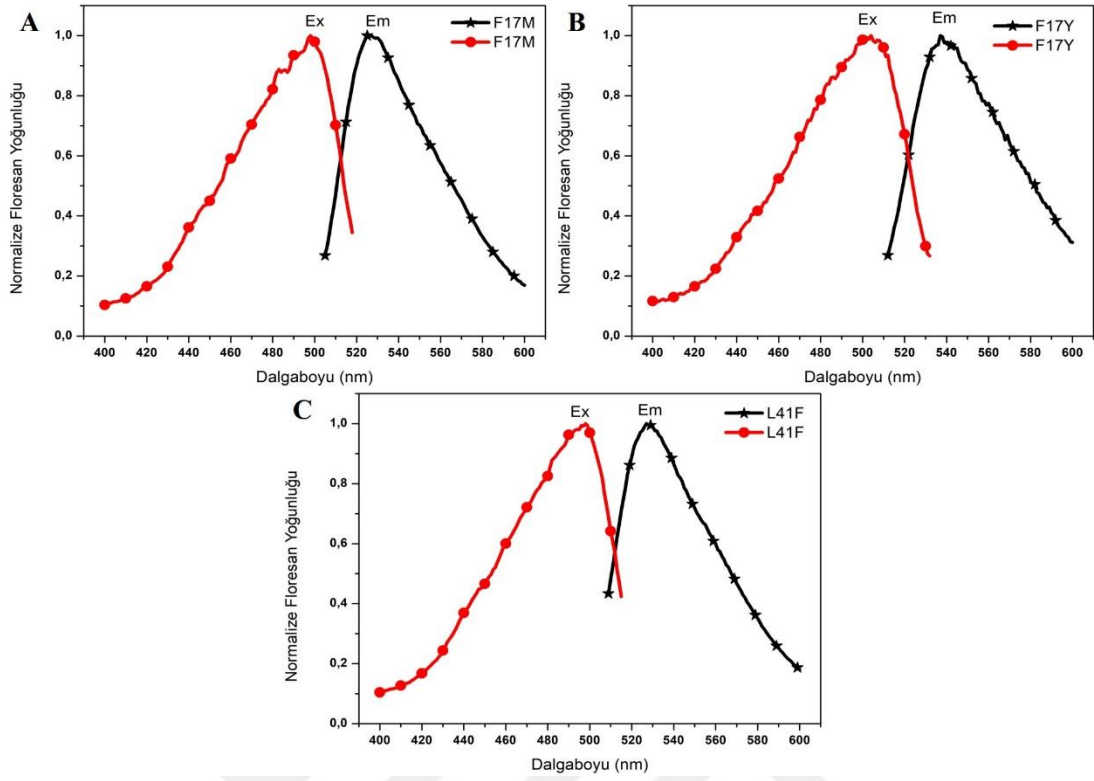 A
Ex
Em
F17M
F17M
Normalize Floresan Yoğunluğu
1,0
0,8
0,6
0,4
0,2
0,0
400 420 440 460 480 500 520 540 560 580 600
Dalgaboyu (nm)
B
Ex
Em
F17Y
F17Y
Normalize Floresan Yoğunluğu
1,0
0,8
0,6
0,4
0,2
0,0
400 420 440 460 480 500 520 540 560 580 600
Dalgaboyu (nm)
C
Ex
Em
L41F
L41F
Normalize Floresan Yoğunluğu
1,0
0,8
0,6
0,4
0,2
0,0
400 420 440 460 480 500 520 540 560 580 600
Dalgaboyu (nm)